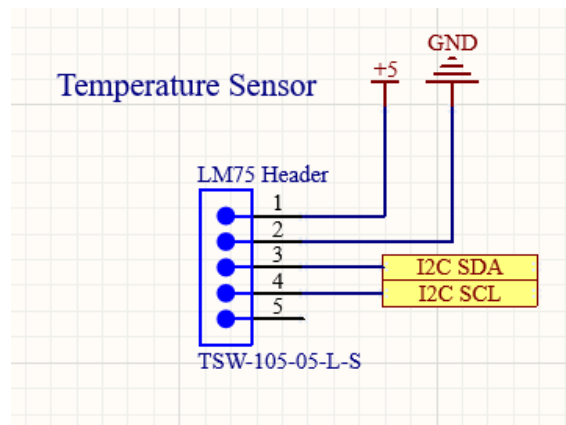 GND
+5
Temperature Sensor
LM75 Header
1
2
3
I2C SDA
4
I2C SCL
5
TSW-105-05-L-S